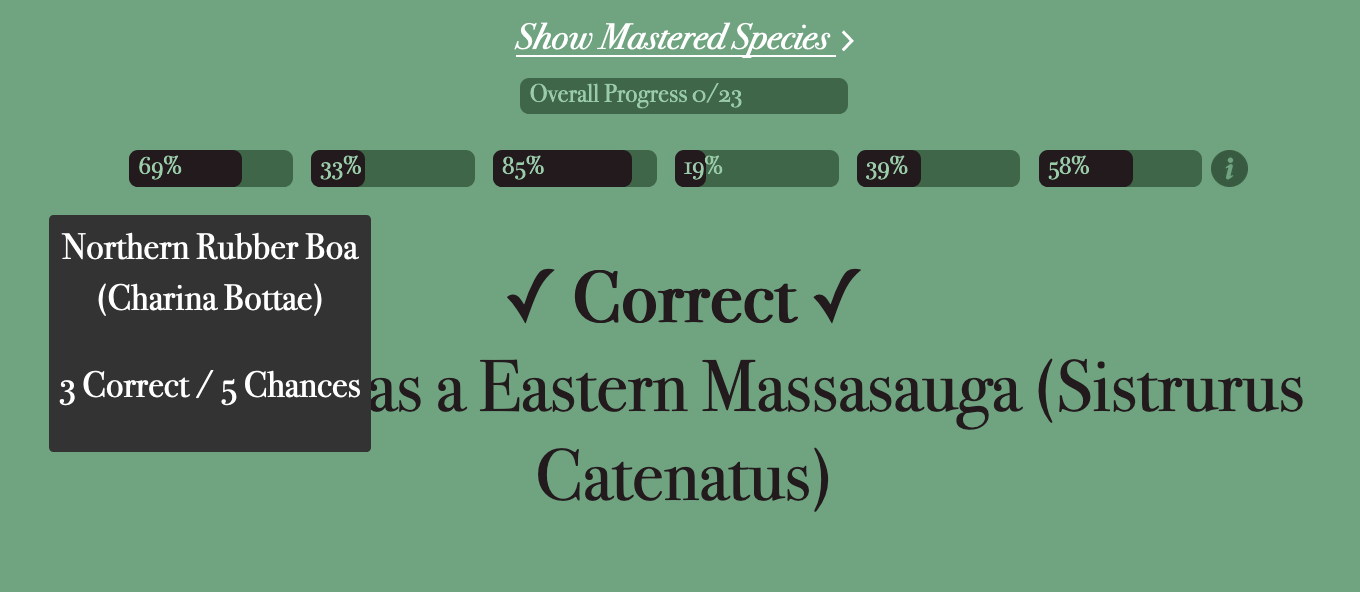 Show Mastered Species
Overall Progress 0/23
69% 33% 85% 19% 39% 58% i
Northern Rubber Boa
(Charina Bottae)
3 Correct / 5 Chances
✓ Correct ✓
as a Eastern Massasauga (Sistrurus
Catenatus)